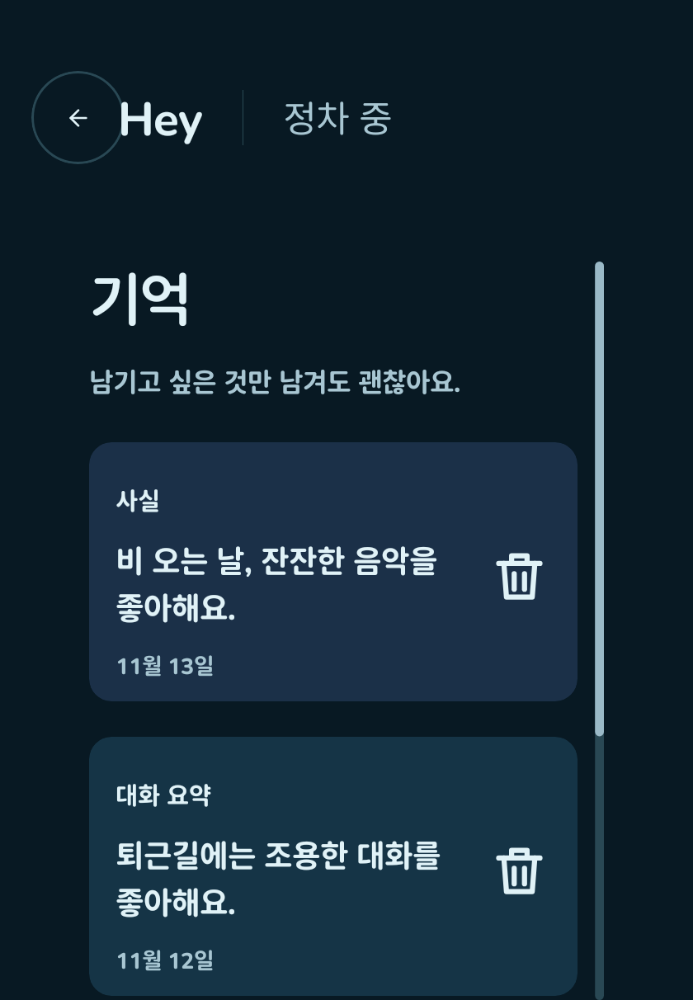 Hey
정차 중
기억
남기고 싶은 것만 남겨도 괜찮아요.
사실
비 오는 날, 잔잔한 음악을
좋아해요.
11월 13일
대화 요약
퇴근길에는 조용한 대화를
좋아해요.
11월 12일